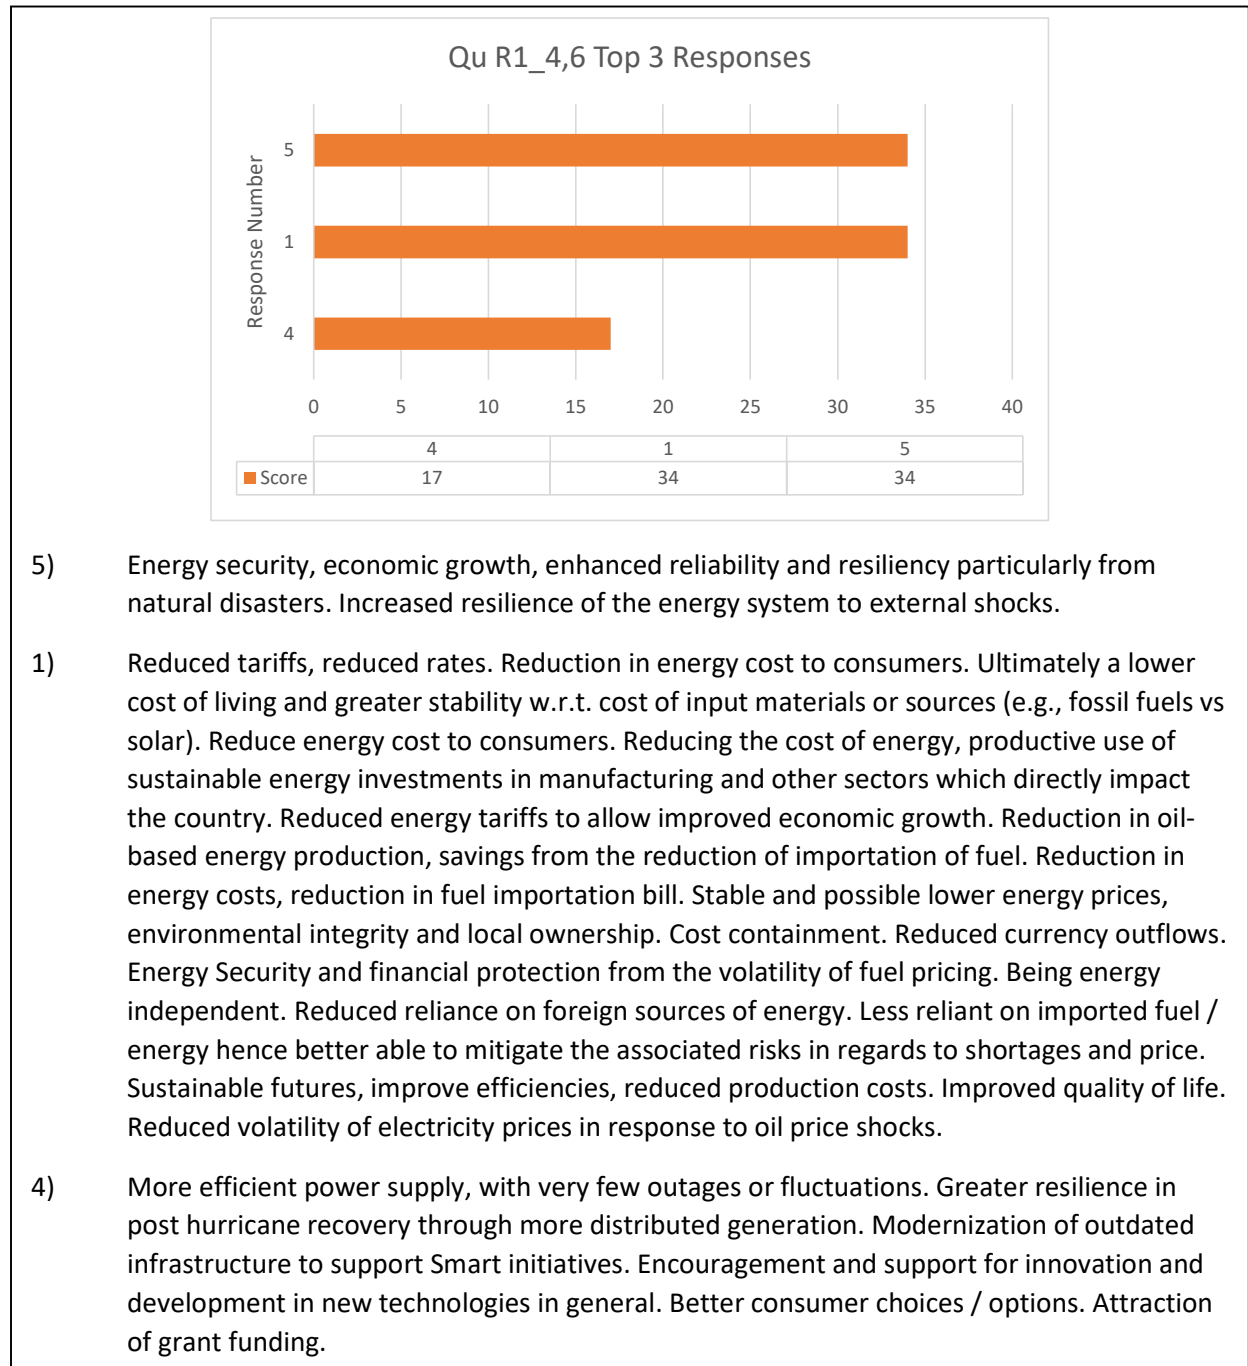 Qu R1_4,6 Top 3 Responses
Response Number
5
1
4
0 5 10 15 20 25 30 35 40
4 1 5
Score 17 34 34
5) Energy security, economic growth, enhanced reliability and resiliency particularly from
natural disasters. Increased resilience of the energy system to external shocks.
1) Reduced tariffs, reduced rates. Reduction in energy cost to consumers. Ultimately a lower
cost of living and greater stability w.r.t. cost of input materials or sources (e.g., fossil fuels vs
solar). Reduce energy cost to consumers. Reducing the cost of energy, productive use of
sustainable energy investments in manufacturing and other sectors which directly impact
the country. Reduced energy tariffs to allow improved economic growth. Reduction in oil-
based energy production, savings from the reduction of importation of fuel. Reduction in
energy costs, reduction in fuel importation bill. Stable and possible lower energy prices,
environmental integrity and local ownership. Cost containment. Reduced currency outflows.
Energy Security and financial protection from the volatility of fuel pricing. Being energy
independent. Reduced reliance on foreign sources of energy. Less reliant on imported fuel /
energy hence better able to mitigate the associated risks in regards to shortages and price.
Sustainable futures, improve efficiencies, reduced production costs. Improved quality of life.
Reduced volatility of electricity prices in response to oil price shocks.
4) More efficient power supply, with very few outages or fluctuations. Greater resilience in
post hurricane recovery through more distributed generation. Modernization of outdated
infrastructure to support Smart initiatives. Encouragement and support for innovation and
development in new technologies in general. Better consumer choices / options. Attraction
of grant funding.